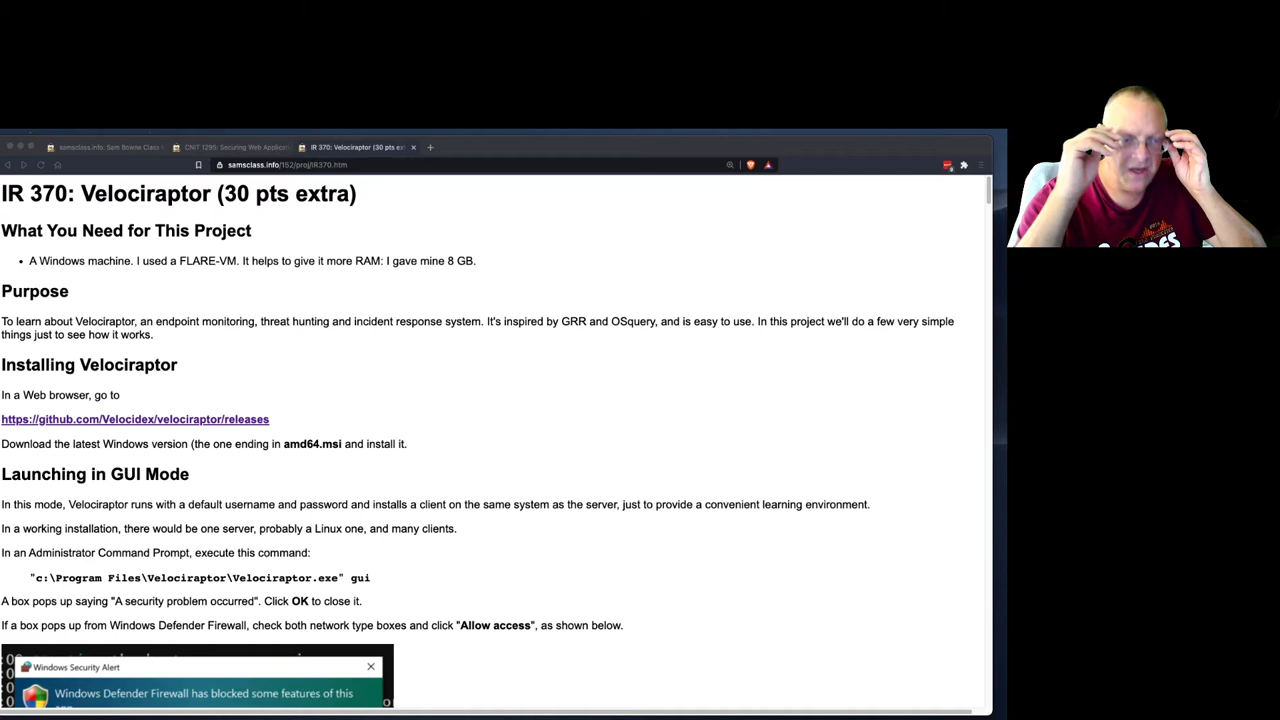 samsclass.info: Sam Bowne Class
CNIT 129S: Securing Web Applica
IR 370: Velociraptor (30 pts ex
samsclass.info/152/proj/IR370.htm
IR 370: Velociraptor (30 pts extra)
What You Need for This Project
• A Windows machine. I used a FLARE-VM. It helps to give it more RAM: I gave mine 8 GB.
Purpose
To learn about Velociraptor, an endpoint monitoring, threat hunting and incident response system. It's inspired by GRR and OSquery, and is easy to use. In this project we'll do a few very simple
things just to see how it works.
Installing Velociraptor
In a Web browser, go to
https://github.com/Velocidex/velociraptor/releases
Download the latest Windows version (the one ending in amd64.msi and install it.
Launching in GUI Mode
In this mode, Velociraptor runs with a default username and password and installs a client on the same system as the server, just to provide a convenient learning environment.
In a working installation, there would be one server, probably a Linux one, and many clients.
In an Administrator Command Prompt, execute this command:
"c:\Program Files\Velociraptor\Velociraptor.exe" gui
A box pops up saying "A security problem occurred". Click OK to close it.
If a box pops up from Windows Defender Firewall, check both network type boxes and click "Allow access", as shown below.
Windows Security Alert
Windows Defender Firewall has blocked some features of this